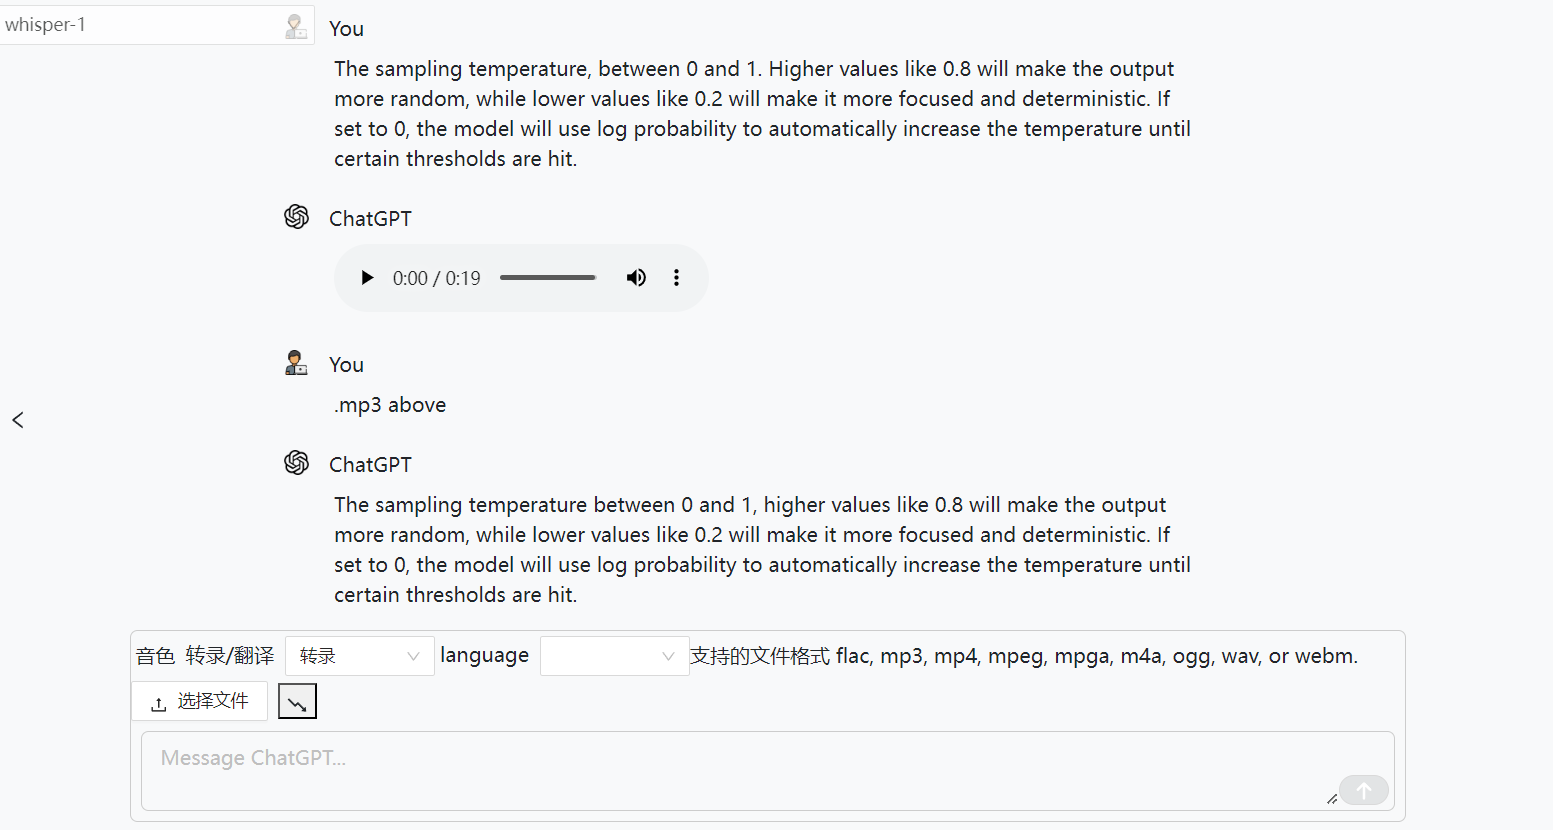 whisper-1
You
The sampling temperature, between 0 and 1. Higher values like 0.8 will make the output
more random, while lower values like 0.2 will make it more focused and deterministic. If
set to 0, the model will use log probability to automatically increase the temperature until
certain thresholds are hit.
ChatGPT
0:00 / 0:19
You
.mp3 above
ChatGPT
The sampling temperature between 0 and 1, higher values like 0.8 will make the output
more random, while lower values like 0.2 will make it more focused and deterministic. If
set to 0, the model will use log probability to automatically increase the temperature until
certain thresholds are hit.
音色 转录/翻译 转录 language 支持的文件格式 flac, mp3, mp4, mpeg, mpga, m4a, ogg, wav, or webm.
选择文件
Message ChatGPT...